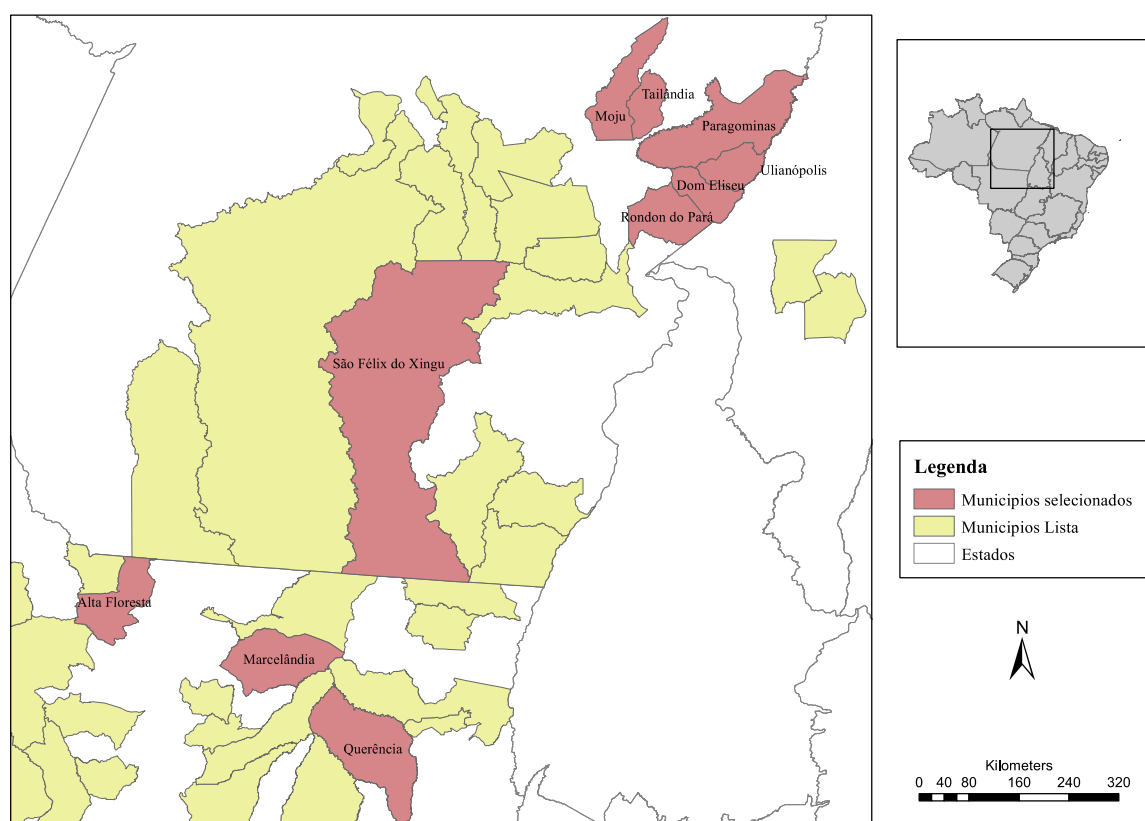 Tailândia
Moju
Paragominas
Ulianópolis
Dom Eliseu
Rondon do Pará
São Félix do Xingu
Alta Floresta
Marcelândia
Querência
Legenda
Municipios selecionados
Municipios Lista
Estados
N
Kilometers
0 40 80 160 240 320